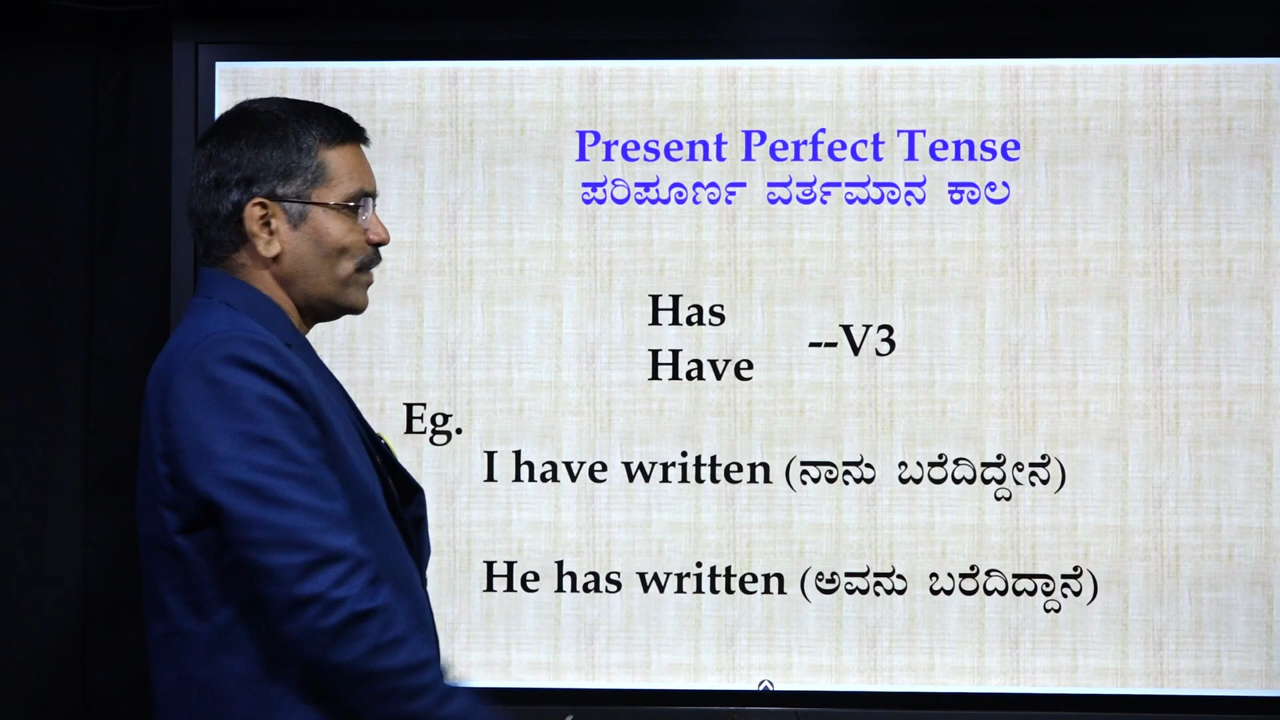 Present Perfect Tense
ಪರಿಪೂರ್ಣ ವರ್ತಮಾನ ಕಾಲ
Has
Have
--V3
Eg.
I have written (ನಾನು ಬರೆದಿದ್ದೇನೆ)
He has written (ಅವನು ಬರೆದಿದ್ದಾನೆ)